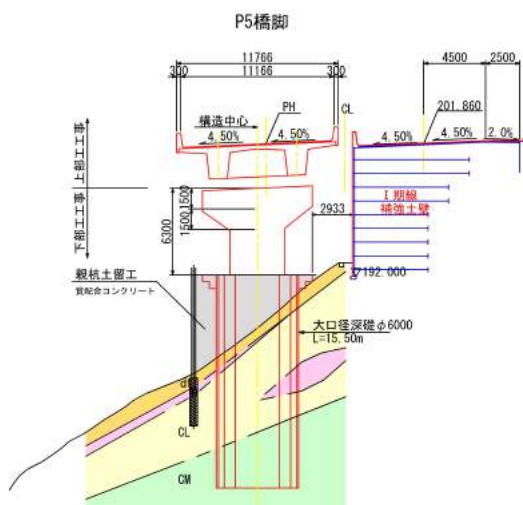 P5橋脚
11766
300
11166
300
CL
4500
2500
構造中心
PH
201.860
4.50%
4.50%
4.50%
4.50%
2.0%
上部工工事
下部工工事
Ⅰ期線
補強土壁
1500
1500
6300
2933
192.000
親杭土留工
貧配合コンクリート
大口径深礎φ6000
L=15.50m
d
CL
CM